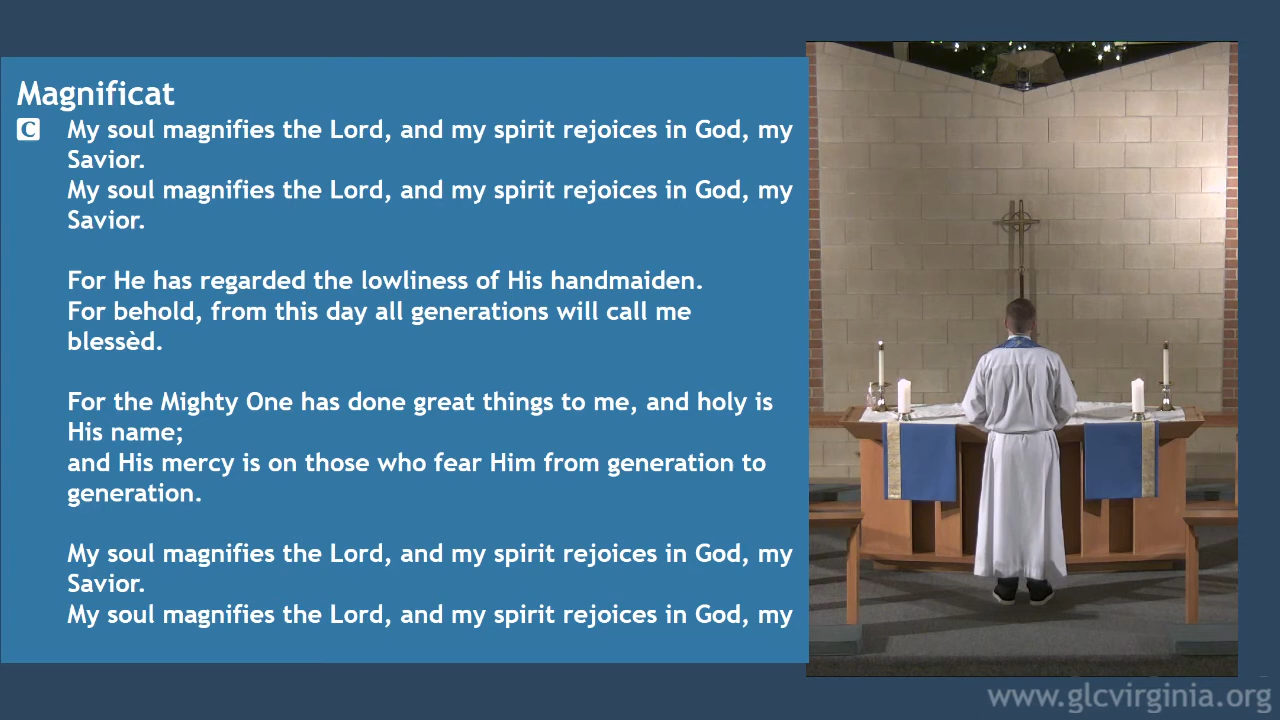 Magnificat
C My soul magnifies the Lord, and my spirit rejoices in God, my
Savior.
My soul magnifies the Lord, and my spirit rejoices in God, my
Savior.
For He has regarded the lowliness of His handmaiden.
For behold, from this day all generations will call me
blessèd.
For the Mighty One has done great things to me, and holy is
His name;
and His mercy is on those who fear Him from generation to
generation.
My soul magnifies the Lord, and my spirit rejoices in God, my
Savior.
My soul magnifies the Lord, and my spirit rejoices in God, my
www.glcvirginia.org